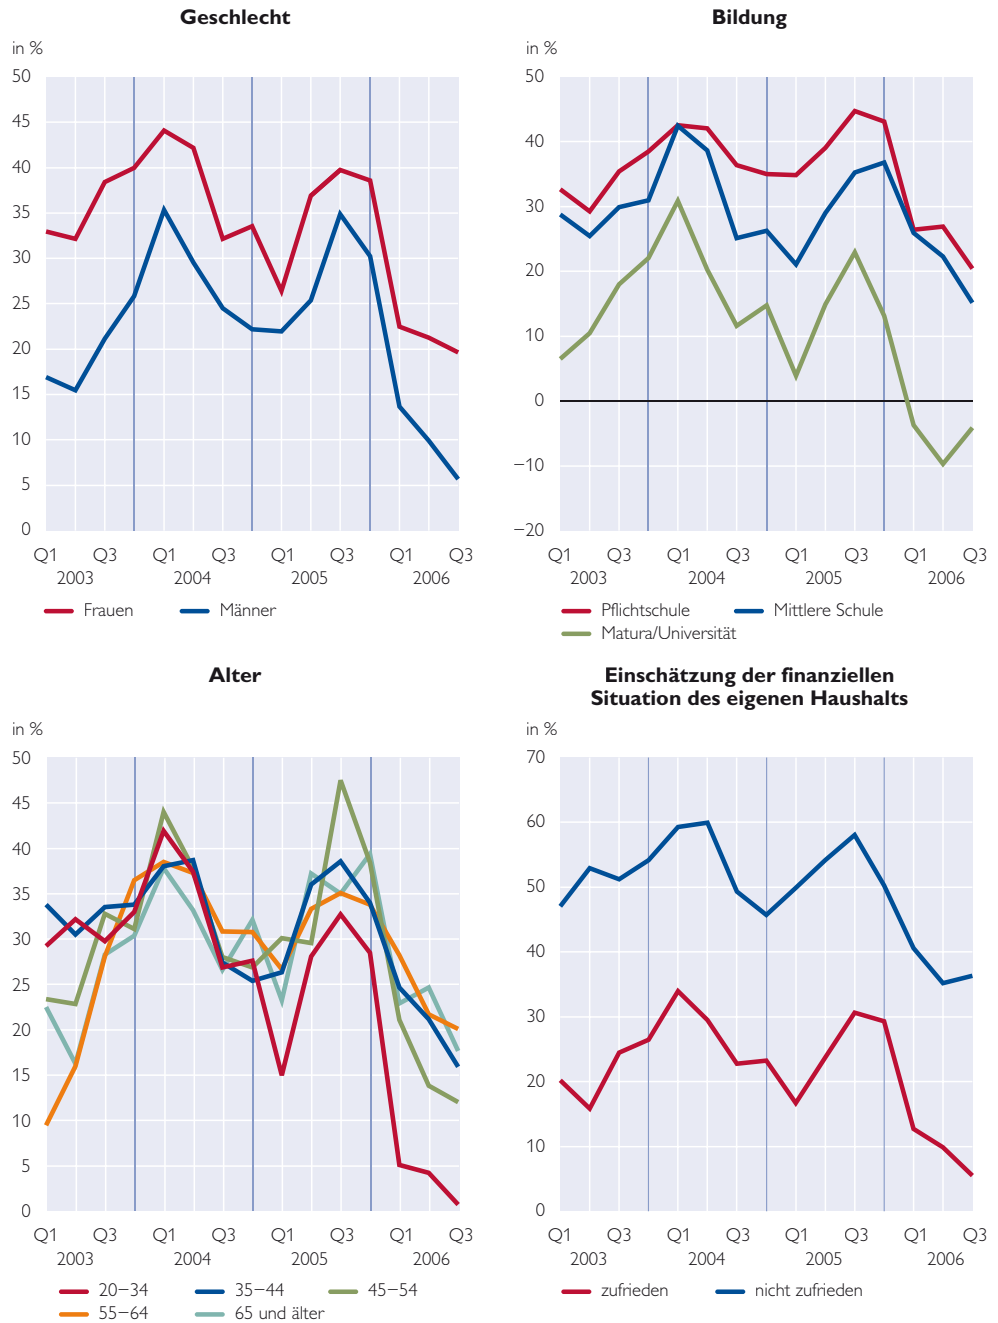 Geschlecht
in %
50
45
40
35
30
25
20
15
10
5
0
Q1 Q3 Q1 Q3 Q1 Q3 Q1 Q3
2003 2004 2005 2006
Frauen Männer
Bildung
in %
50
40
30
20
10
0
−10
−20
Q1 Q3 Q1 Q3 Q1 Q3 Q1 Q3
2003 2004 2005 2006
Pflichtschule Mittlere Schule
Matura/Universität
Alter
in %
50
45
40
35
30
25
20
15
10
5
0
Q1 Q3 Q1 Q3 Q1 Q3 Q1 Q3
2003 2004 2005 2006
20−34 35−44 45−54
55−64 65 und älter
Einschätzung der finanziellen
Situation des eigenen Haushalts
in %
70
60
50
40
30
20
10
0
Q1 Q3 Q1 Q3 Q1 Q3 Q1 Q3
2003 2004 2005 2006
zufrieden nicht zufrieden